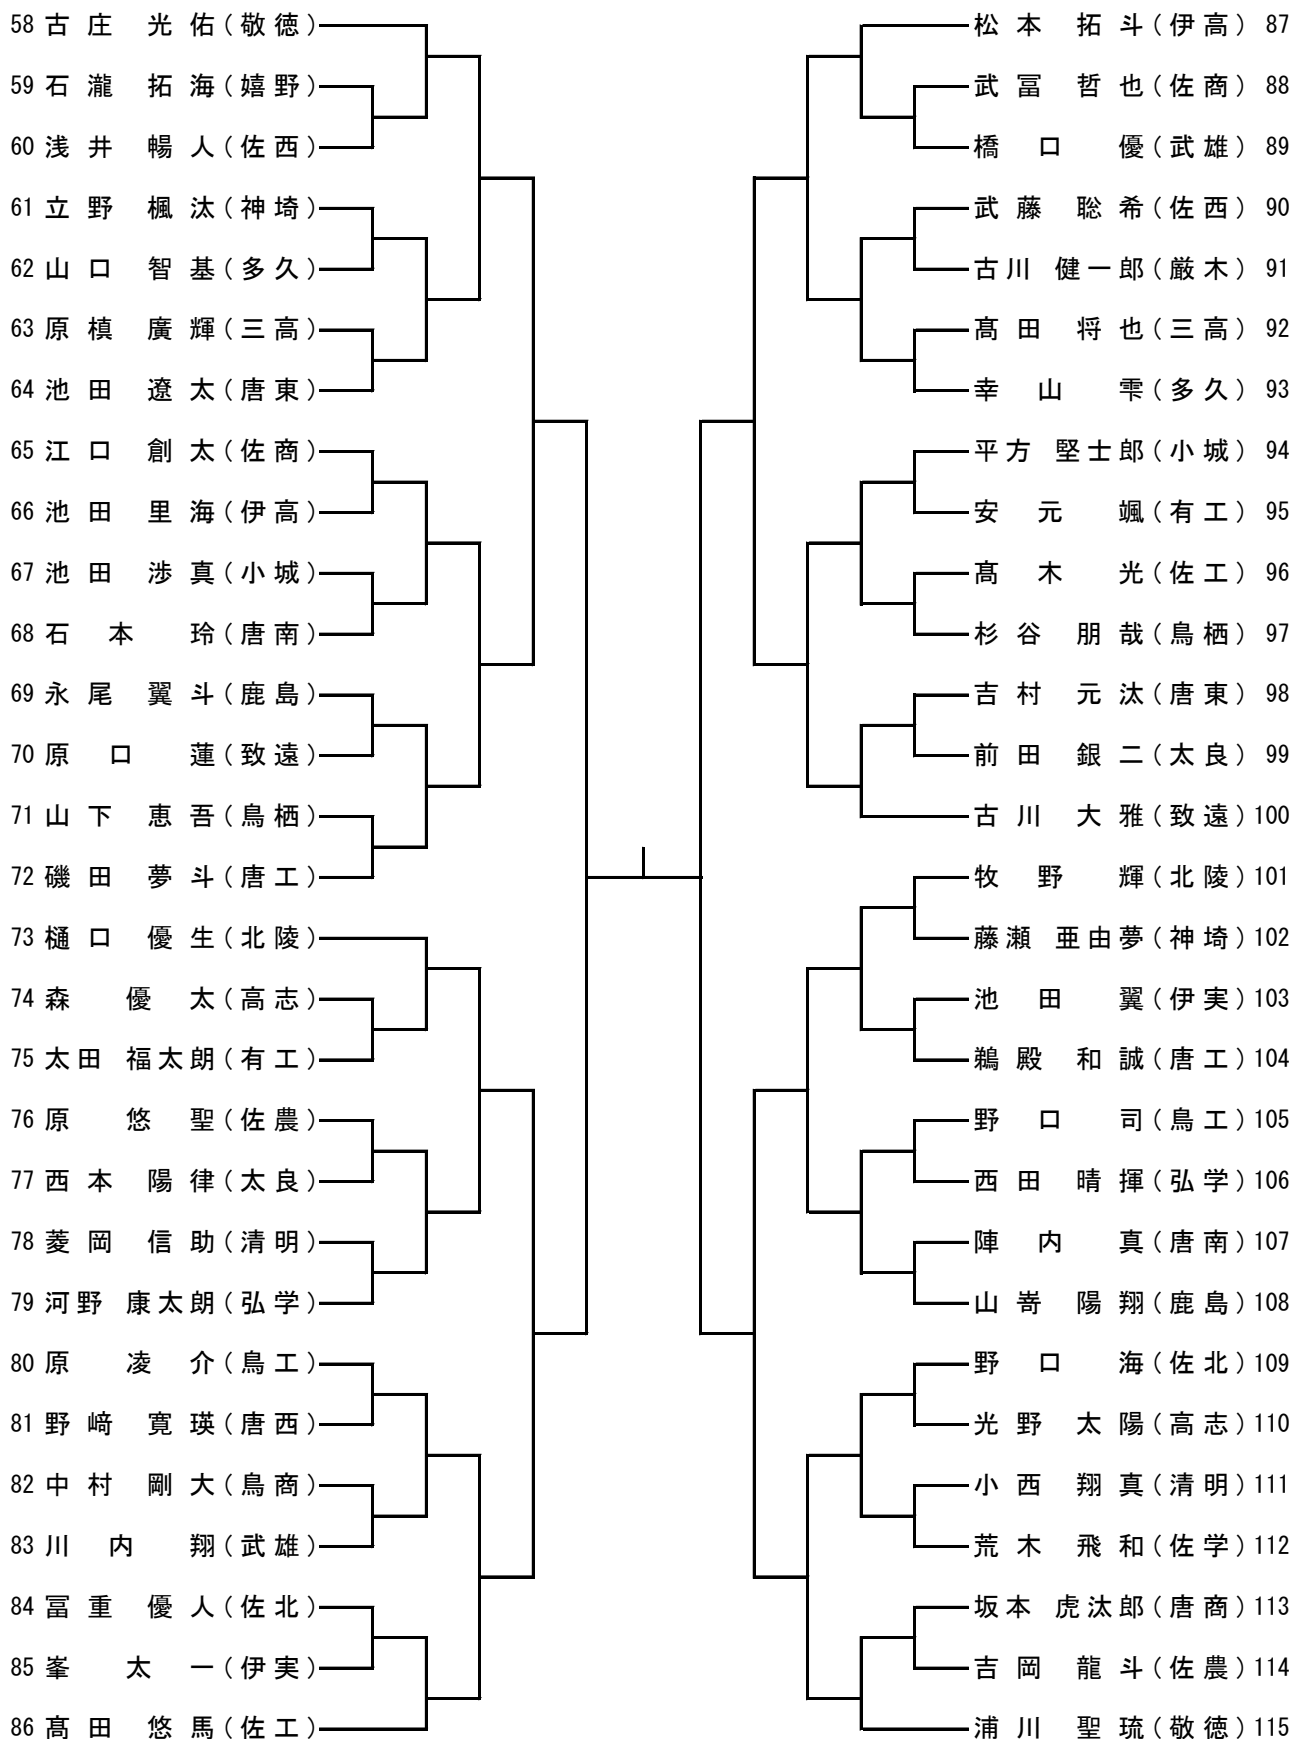 58 古庄 光佑(敬徳)
59 石瀧 拓海(嬉野)
60 浅井 暢人(佐西)
61 立野 楓汰(神埼)
62 山口 智基(多久)
63 原槙 廣輝(三高)
64 池田 遼太(唐東)
65 江口 創太(佐商)
66 池田 里海(伊高)
67 池田 渉真(小城)
68 石本 玲(唐南)
69 永尾 翼斗(鹿島)
70 原口 蓮(致遠)
71 山下 恵吾(鳥栖)
72 磯田 夢斗(唐工)
73 樋口 優生(北陵)
74 森 優太(高志)
75 太田 福太朗(有工)
76 原 悠聖(佐農)
77 西本 陽律(太良)
78 菱岡 信助(清明)
79 河野 康太朗(弘学)
80 原 凌介(鳥工)
81 野﨑 寛瑛(唐西)
82 中村 剛大(鳥商)
83 川内 翔(武雄)
84 冨重 優人(佐北)
85 峯 太一(伊実)
86 髙田 悠馬(佐工)
松本 拓斗(伊高) 87
武冨 哲也(佐商) 88
橋口 優(武雄) 89
武藤 聡希(佐西) 90
古川 健一郎(厳木) 91
髙田 将也(三高) 92
幸山 雫(多久) 93
平方 堅士郎(小城) 94
安元 颯(有工) 95
髙木 光(佐工) 96
杉谷 朋哉(鳥栖) 97
吉村 元汰(唐東) 98
前田 銀二(太良) 99
古川 大雅(致遠) 100
牧野 輝(北陵) 101
藤瀬 亜由夢(神埼) 102
池田 翼(伊実) 103
鵜殿 和誠(唐工) 104
野口 司(鳥工) 105
西田 晴揮(弘学) 106
陣内 真(唐南) 107
山嵜 陽翔(鹿島) 108
野口 海(佐北) 109
光野 太陽(高志) 110
小西 翔真(清明) 111
荒木 飛和(佐学) 112
坂本 虎汰郎(唐商) 113
吉岡 龍斗(佐農) 114
浦川 聖琉(敬徳) 115